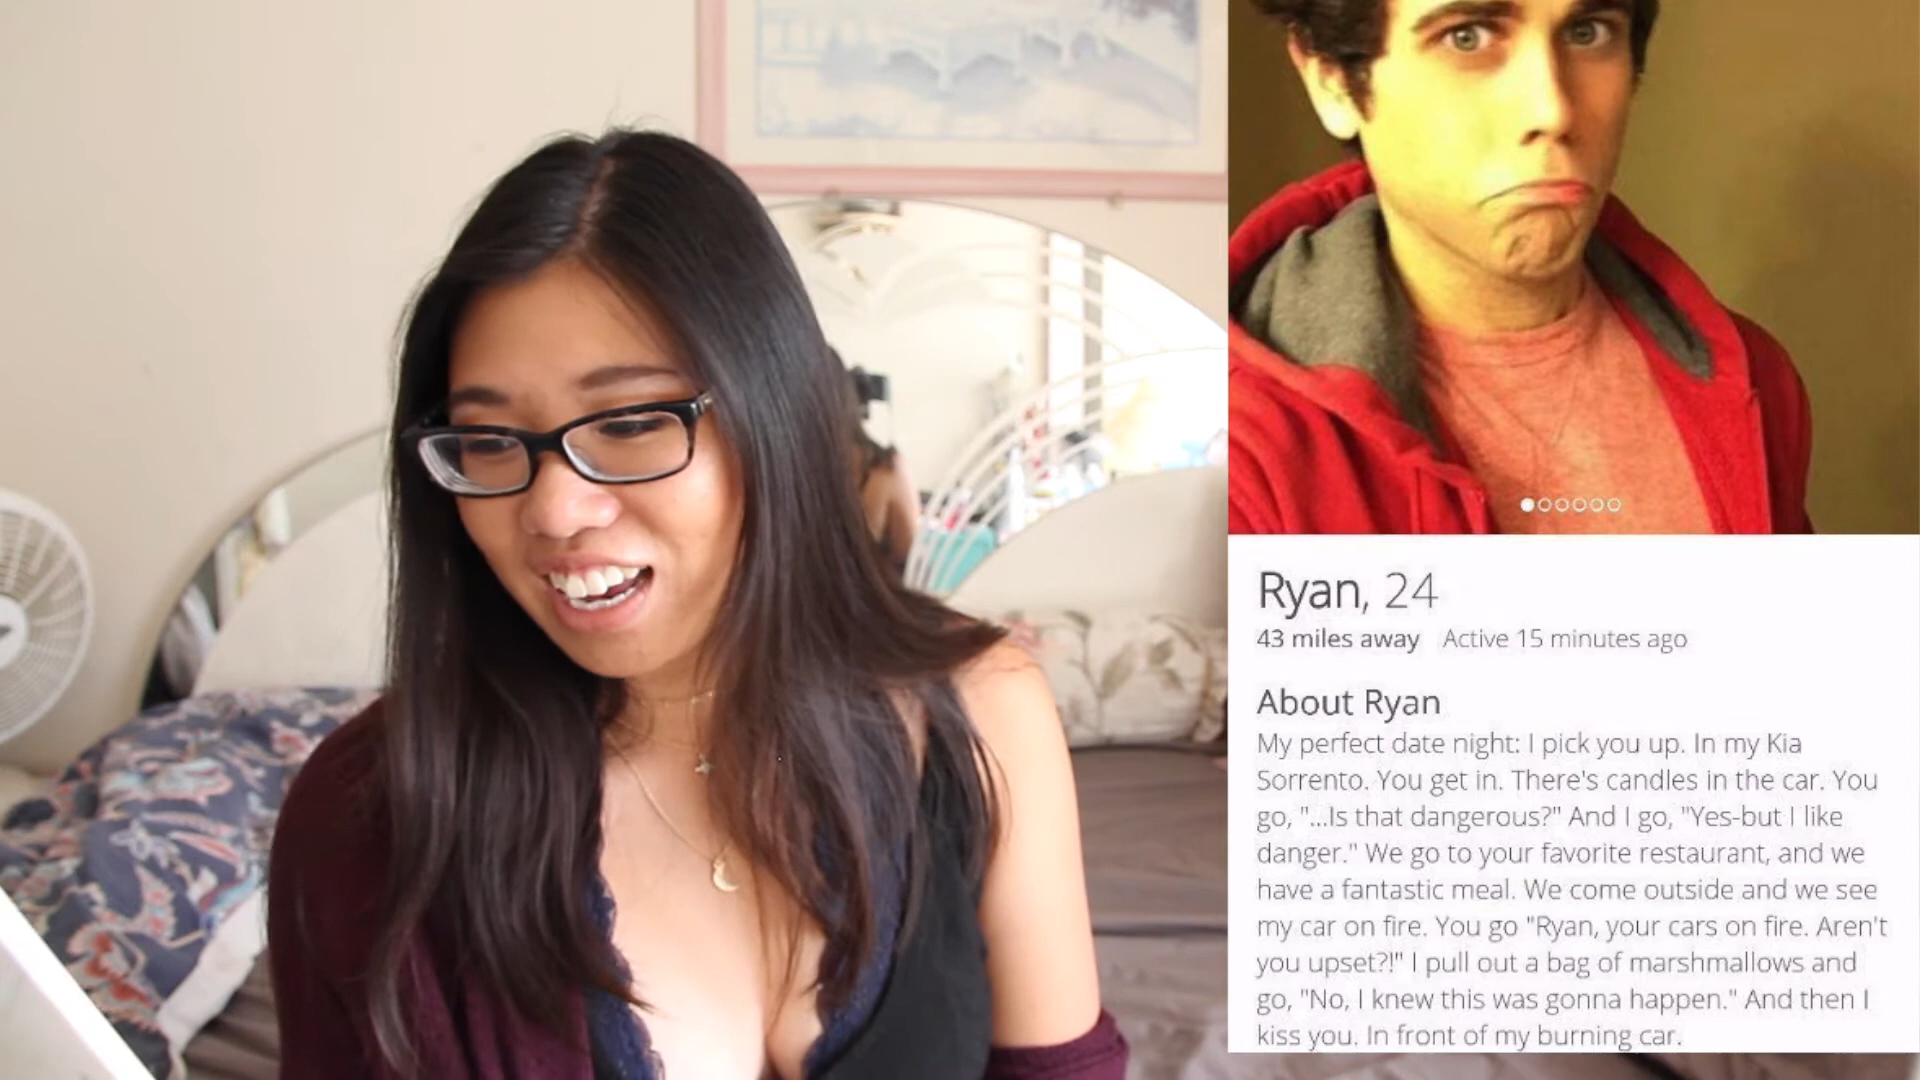 Ryan, 24
43 miles away Active 15 minutes ago
About Ryan
My perfect date night: I pick you up. In my Kia
Sorrento. You get in. There's candles in the car. You
go, "...Is that dangerous?" And I go, "Yes-but I like
danger." We go to your favorite restaurant, and we
have a fantastic meal. We come outside and we see
my car on fire. You go "Ryan, your cars on fire. Aren't
you upset?!" I pull out a bag of marshmallows and
go, "No, I knew this was gonna happen." And then I
kiss you. In front of my burning car.